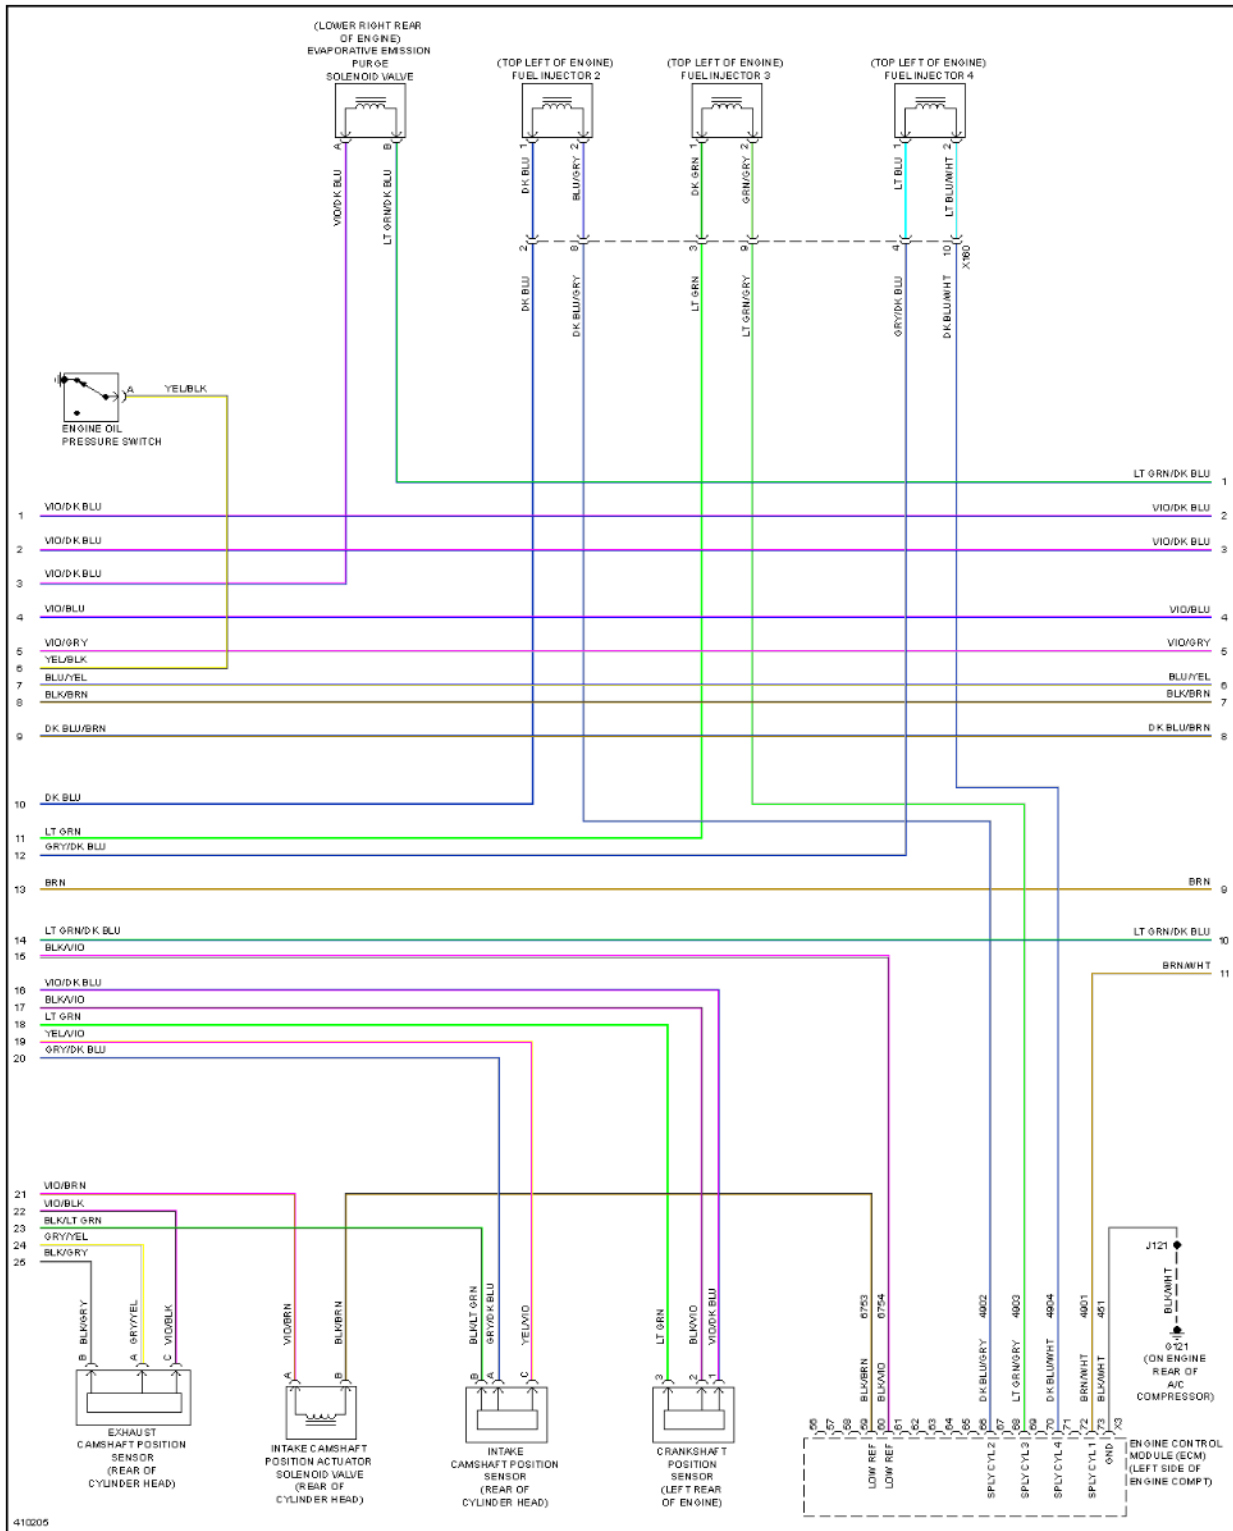 (LOWER RIGHT REAR
OF ENGINE)
EVAPORATIVE EMISSION
PURGE
SOLENOID VALVE
(TOP LEFT OF ENGINE)
FUEL INJECTOR 2
(TOP LEFT OF ENGINE)
FUEL INJECTOR 3
(TOP LEFT OF ENGINE)
FUEL INJECTOR 4
A
B
1
2
1
2
1
2
VIO/DK BLU
LT GRN/DK BLU
DK BLU
BLU/GRY
DK GRN
GRN/GRY
LT BLU
LT BLU/WHT
2
8
3
9
4
10
X160
DK BLU
DK BLU/GRY
LT GRN
LT GRN/GRY
GRY/DK BLU
DK BLU/WHT
A
YEL/BLK
ENGINE OIL
PRESSURE SWITCH
LT GRN/DK BLU 1
1 VIO/DK BLU
VIO/DK BLU 2
2 VIO/DK BLU
VIO/DK BLU 3
3 VIO/DK BLU
4 VIO/BLU
VIO/BLU 4
5 VIO/GRY
VIO/GRY 5
6 YEL/BLK
7 BLU/YEL
BLU/YEL 6
8 BLK/BRN
BLK/BRN 7
9 DK BLU/BRN
DK BLU/BRN 8
10 DK BLU
11 LT GRN
12 GRY/DK BLU
13 BRN
BRN 9
14 LT GRN/DK BLU
LT GRN/DK BLU 10
15 BLK/VIO
BRN/WHT 11
16 VIO/DK BLU
17 BLK/VIO
18 LT GRN
19 YEL/VIO
20 GRY/DK BLU
21 VIO/BRN
22 VIO/BLK
23 BLK/LT GRN
24 GRY/YEL
25 BLK/GRY
BLK/GRY
GRY/YEL
VIO/BLK
B
A
C
EXHAUST
CAMSHAFT POSITION
SENSOR
(REAR OF
CYLINDER HEAD)
VIO/BRN
BLK/BRN
A
B
INTAKE CAMSHAFT
POSITION ACTUATOR
SOLENOID VALVE
(REAR OF
CYLINDER HEAD)
BLK/LT GRN
GRY/DK BLU
YEL/VIO
B
A
C
INTAKE
CAMSHAFT POSITION
SENSOR
(REAR OF
CYLINDER HEAD)
LT GRN
BLK/VIO
VIO/DK BLU
3
2
1
CRANKSHAFT
POSITION
SENSOR
(LEFT REAR
OF ENGINE)
6753
6754
4902
4903
4904
4901
451
BLK/BRN
BLK/VIO
DK BLU/GRY
LT GRN/GRY
DK BLU/WHT
BRN/WHT
BLK/WHT
J121
BLK/WHT
G121
(ON ENGINE
REAR OF
A/C
COMPRESSOR)
56
57
58
59
60
61
62
63
64
65
66
67
68
69
70
71
72
73
X3
LOW REF
LOW REF
SPLY CYL 2
SPLY CYL 3
SPLY CYL 4
SPLY CYL 1
GND
ENGINE CONTROL
MODULE (ECM)
(LEFT SIDE OF
ENGINE COMPT)
410205